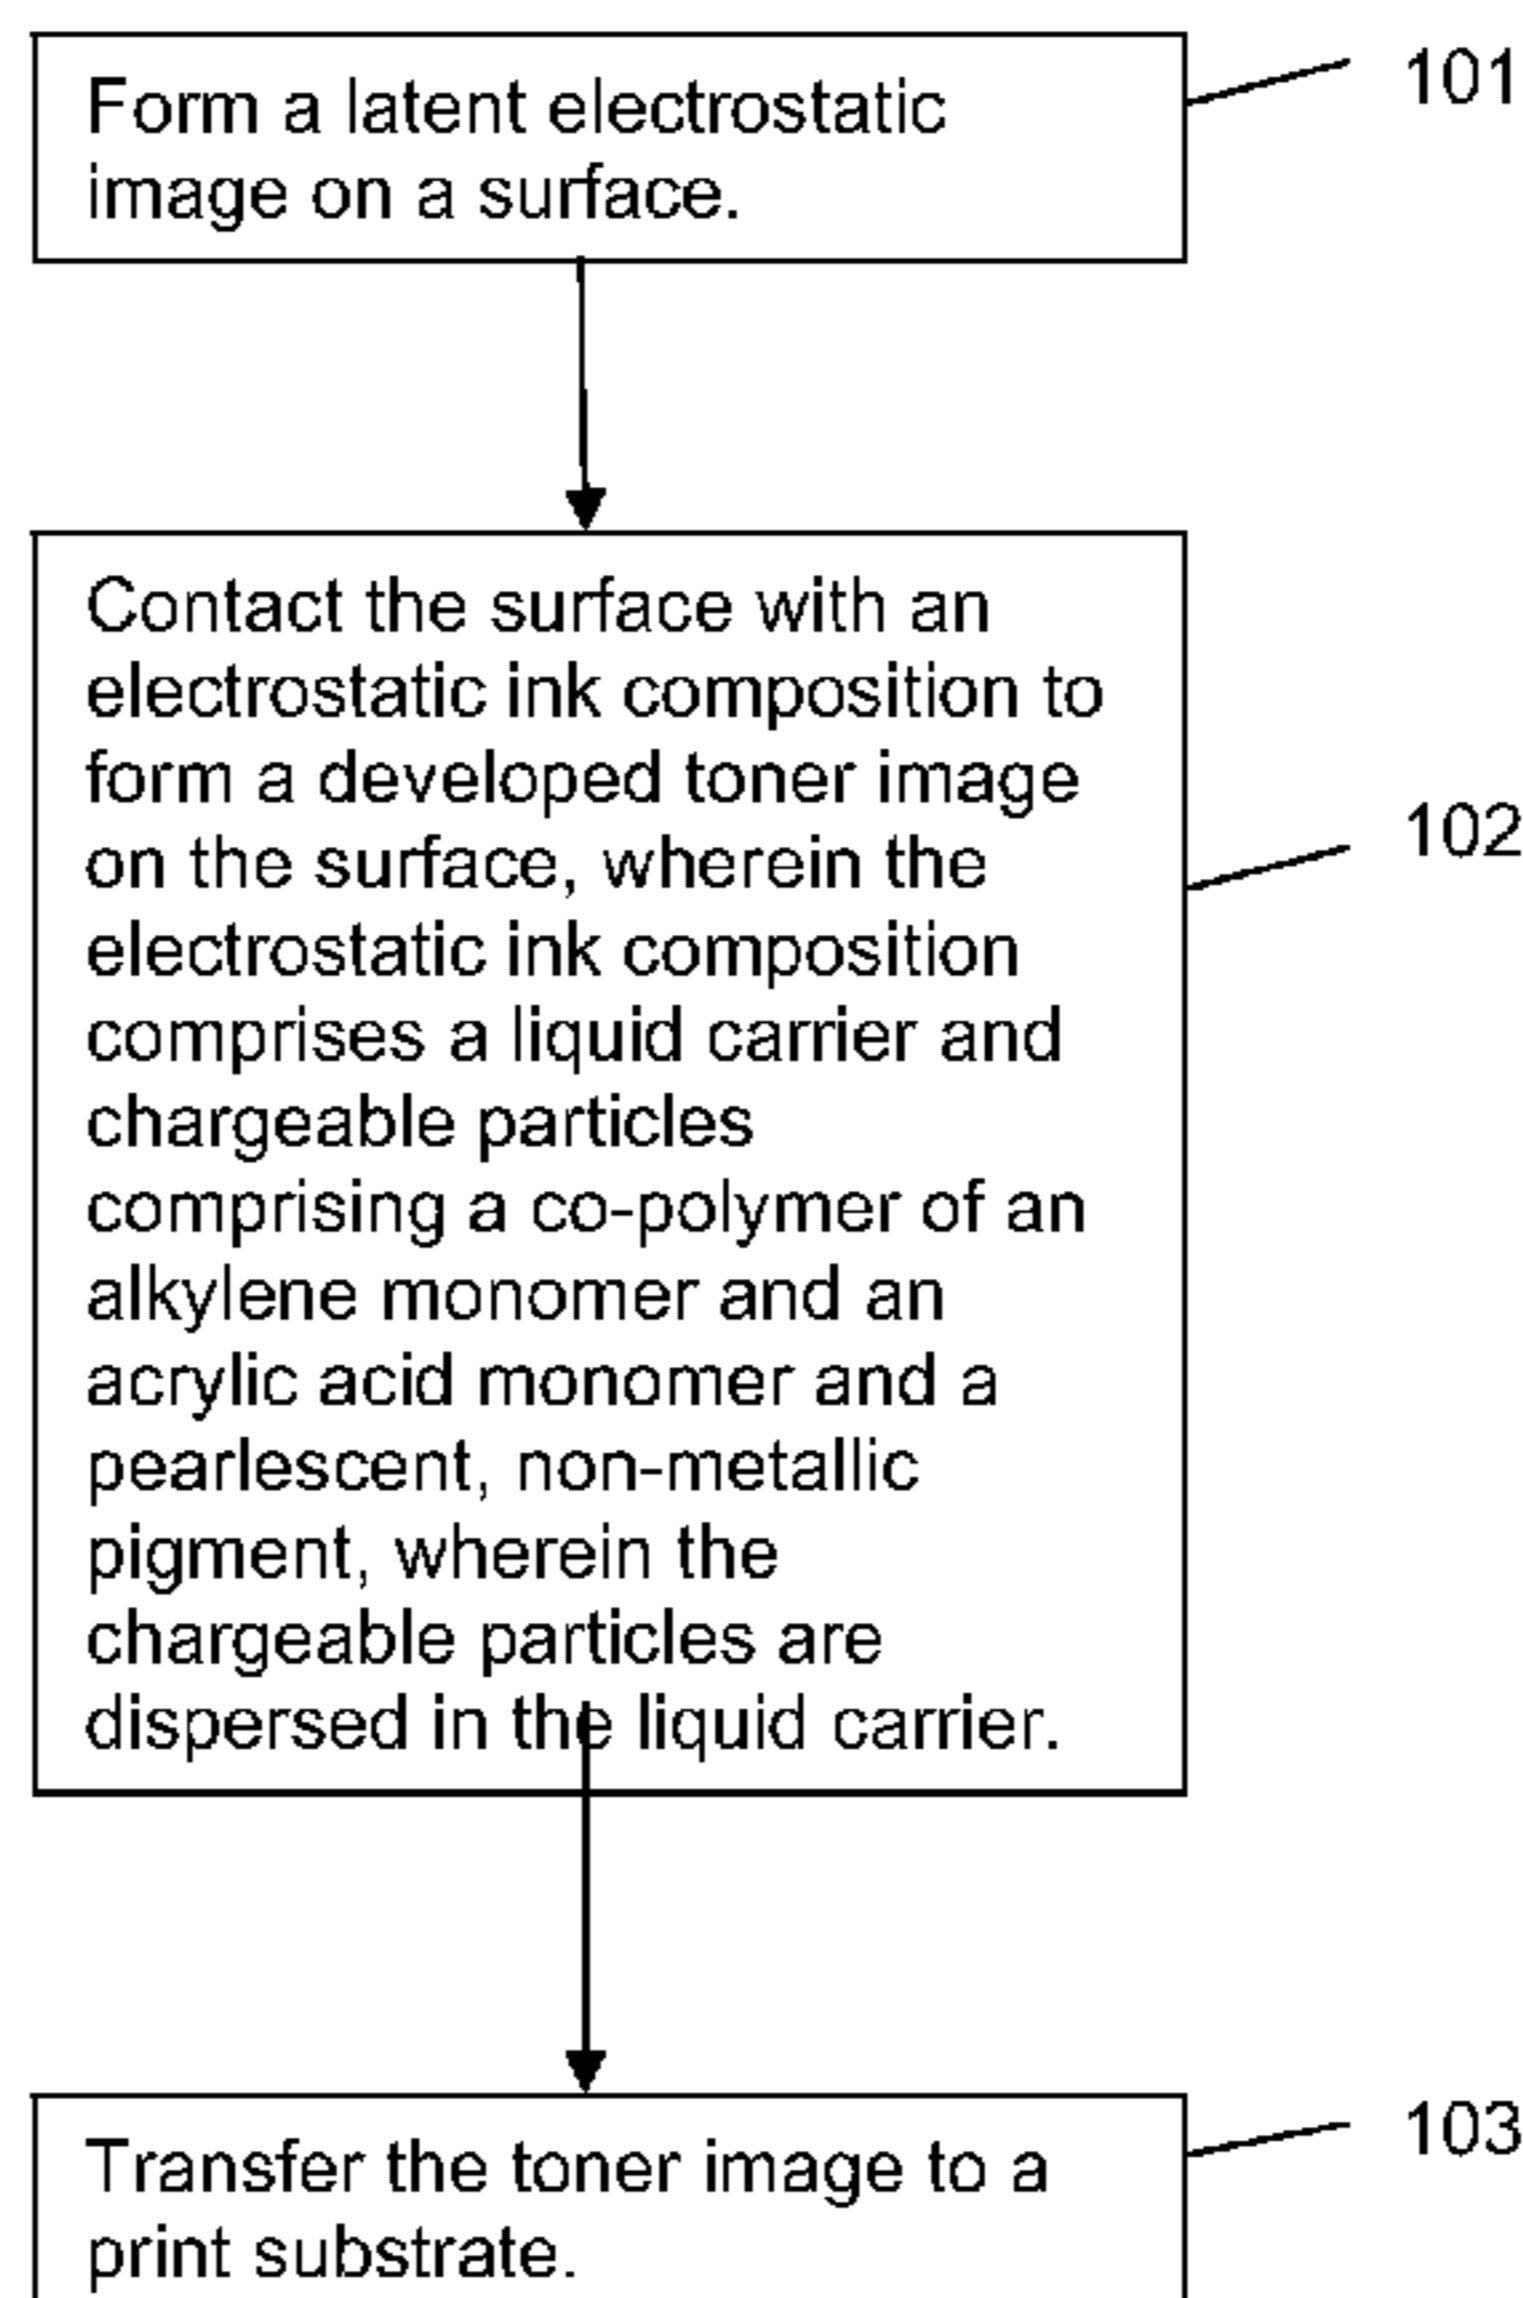 Form a latent electrostatic
image on a surface.
101
Contact the surface with an
electrostatic ink composition to
form a developed toner image
on the surface, wherein the
electrostatic ink composition
comprises a liquid carrier and
chargeable particles
comprising a co-polymer of an
alkylene monomer and an
acrylic acid monomer and a
pearlescent, non-metallic
pigment, wherein the
chargeable particles are
dispersed in the liquid carrier.
102
Transfer the toner image to a
print substrate.
103